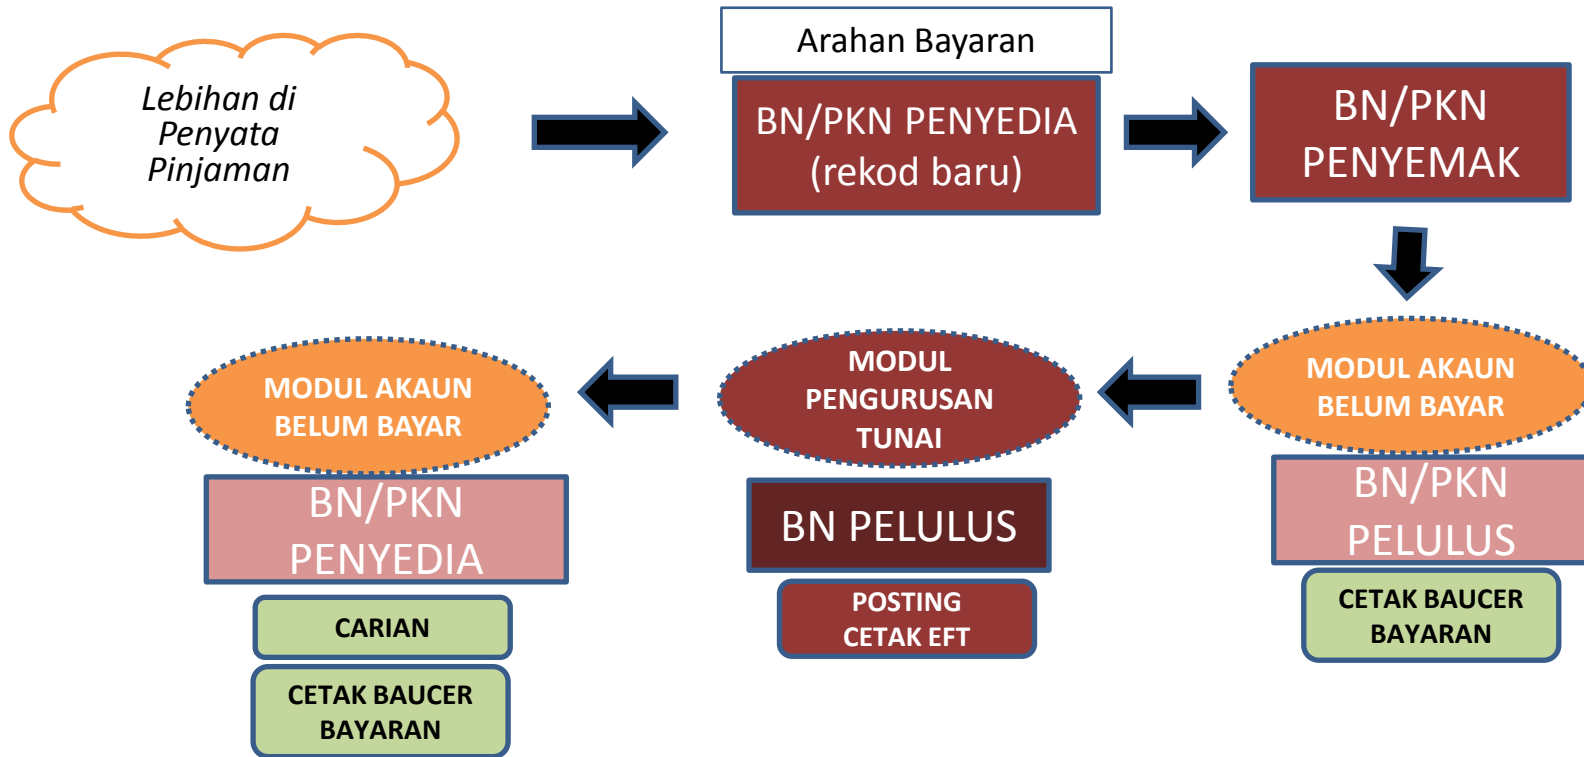 Lebihan di
Penyata
Pinjaman
Arahan Bayaran
BN/PKN PENYEDIA
(rekod baru)
BN/PKN
PENYEMAK
MODUL AKAUN
BELUM BAYAR
BN/PKN
PELULUS
CETAK BAUCER
BAYARAN
MODUL
PENGURUSAN
TUNAI
BN PELULUS
POSTING
CETAK EFT
MODUL AKAUN
BELUM BAYAR
BN/PKN
PENYEDIA
CARIAN
CETAK BAUCER
BAYARAN